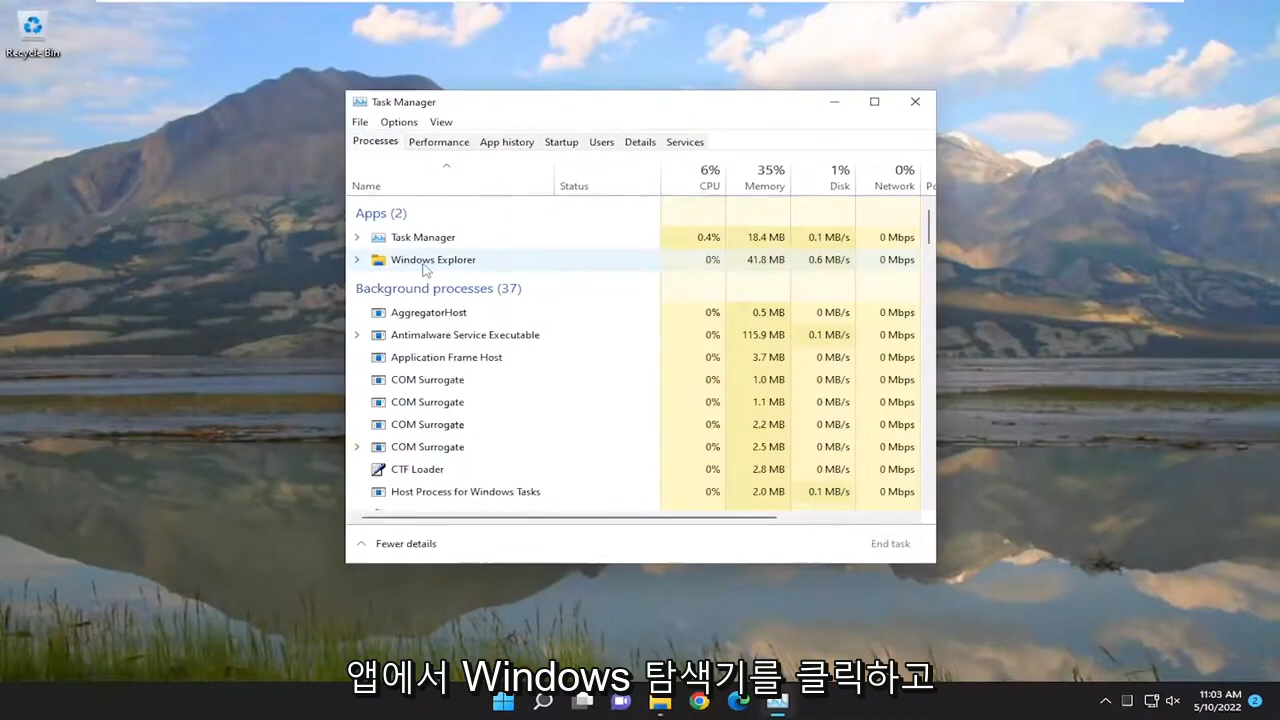 Recycle Bin
Task Manager
File Options View
Processes Performance App history Startup Users Details Services
6% 35% 1% 0%
Name Status CPU Memory Disk Network Po
Apps (2)
Task Manager 0.4% 18.4 MB 0.1 MB/s 0 Mbps
Windows Explorer 0% 41.8 MB 0.6 MB/s 0 Mbps
Background processes (37)
AggregatorHost 0% 0.5 MB 0 MB/s 0 Mbps
Antimalware Service Executable 0% 115.9 MB 0.1 MB/s 0 Mbps
Application Frame Host 0% 3.7 MB 0 MB/s 0 Mbps
COM Surrogate 0% 1.0 MB 0 MB/s 0 Mbps
COM Surrogate 0% 1.1 MB 0 MB/s 0 Mbps
COM Surrogate 0% 2.2 MB 0 MB/s 0 Mbps
COM Surrogate 0% 2.5 MB 0 MB/s 0 Mbps
CTF Loader 0% 2.8 MB 0 MB/s 0 Mbps
Host Process for Windows Tasks 0% 2.0 MB 0.1 MB/s 0 Mbps
Fewer details End task
앱에서 Windows 탐색기를 클릭하고
11:03 AM
5/10/2022 2